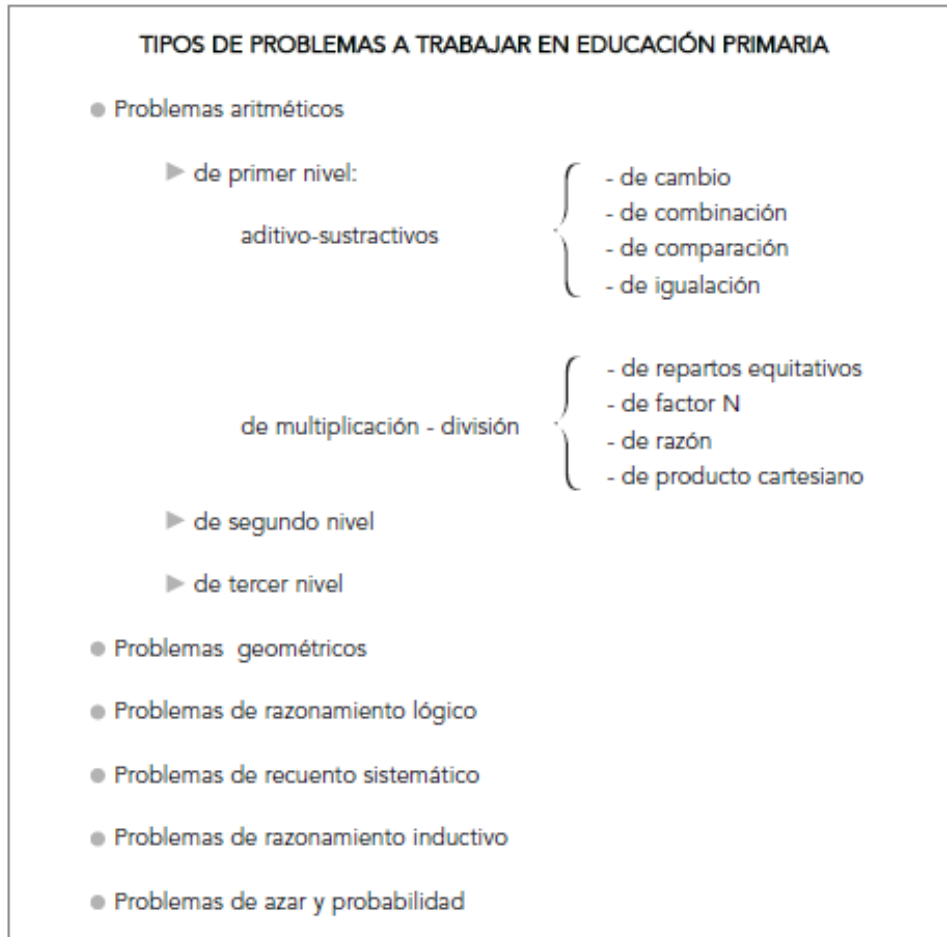 TIPOS DE PROBLEMAS A TRABAJAR EN EDUCACIÓN PRIMARIA
● Problemas aritméticos
► de primer nivel:
aditivo-sustractivos
- de cambio
- de combinación
- de comparación
- de igualación
de multiplicación - división
- de repartos equitativos
- de factor N
- de razón
- de producto cartesiano
► de segundo nivel
► de tercer nivel
● Problemas geométricos
● Problemas de razonamiento lógico
● Problemas de recuento sistemático
● Problemas de razonamiento inductivo
● Problemas de azar y probabilidad